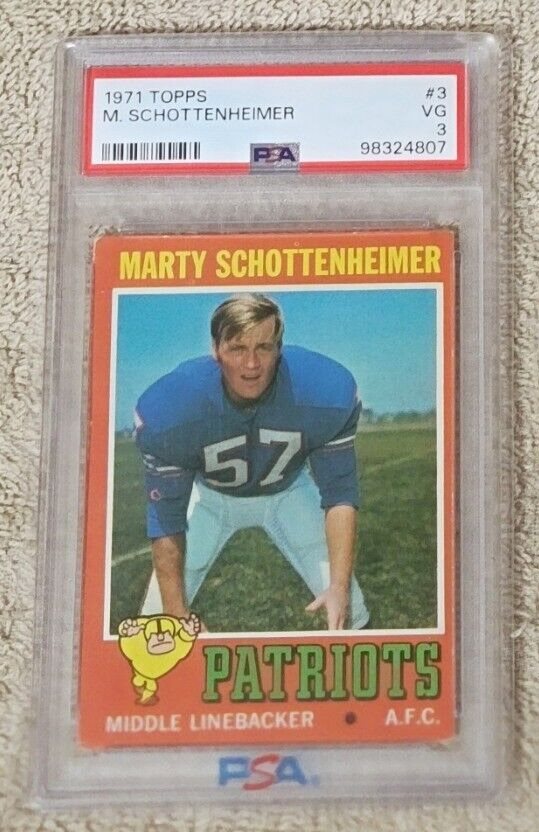 1971 TOPPS #3
M. SCHOTTENHEIMER VG
3
PSA 98324807
MARTY SCHOTTENHEIMER
57
PATRIOTS
MIDDLE LINEBACKER • A.F.C.
PSA